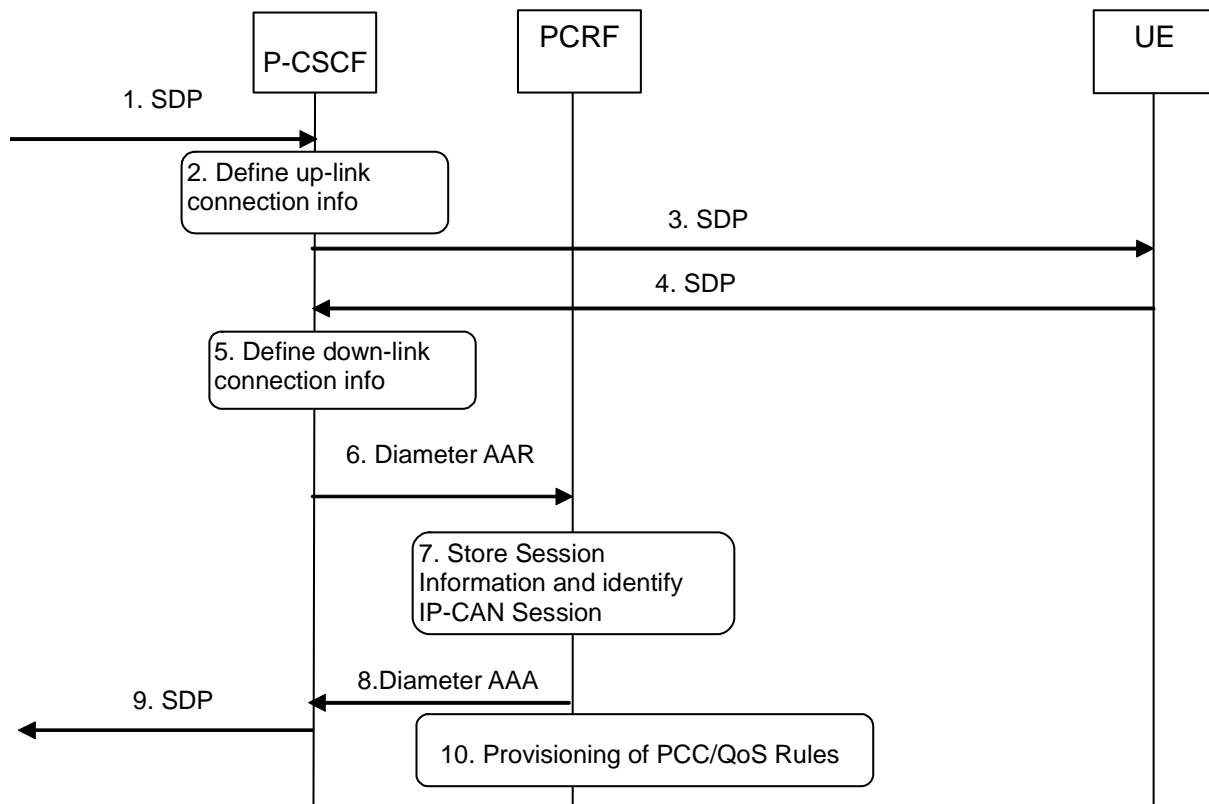 P-CSCF
PCRF
UE
1. SDP
2. Define up-link
connection info
3. SDP
4. SDP
5. Define down-link
connection info
6. Diameter AAR
7. Store Session
Information and identify
IP-CAN Session
8.Diameter AAA
9. SDP
10. Provisioning of PCC/QoS Rules